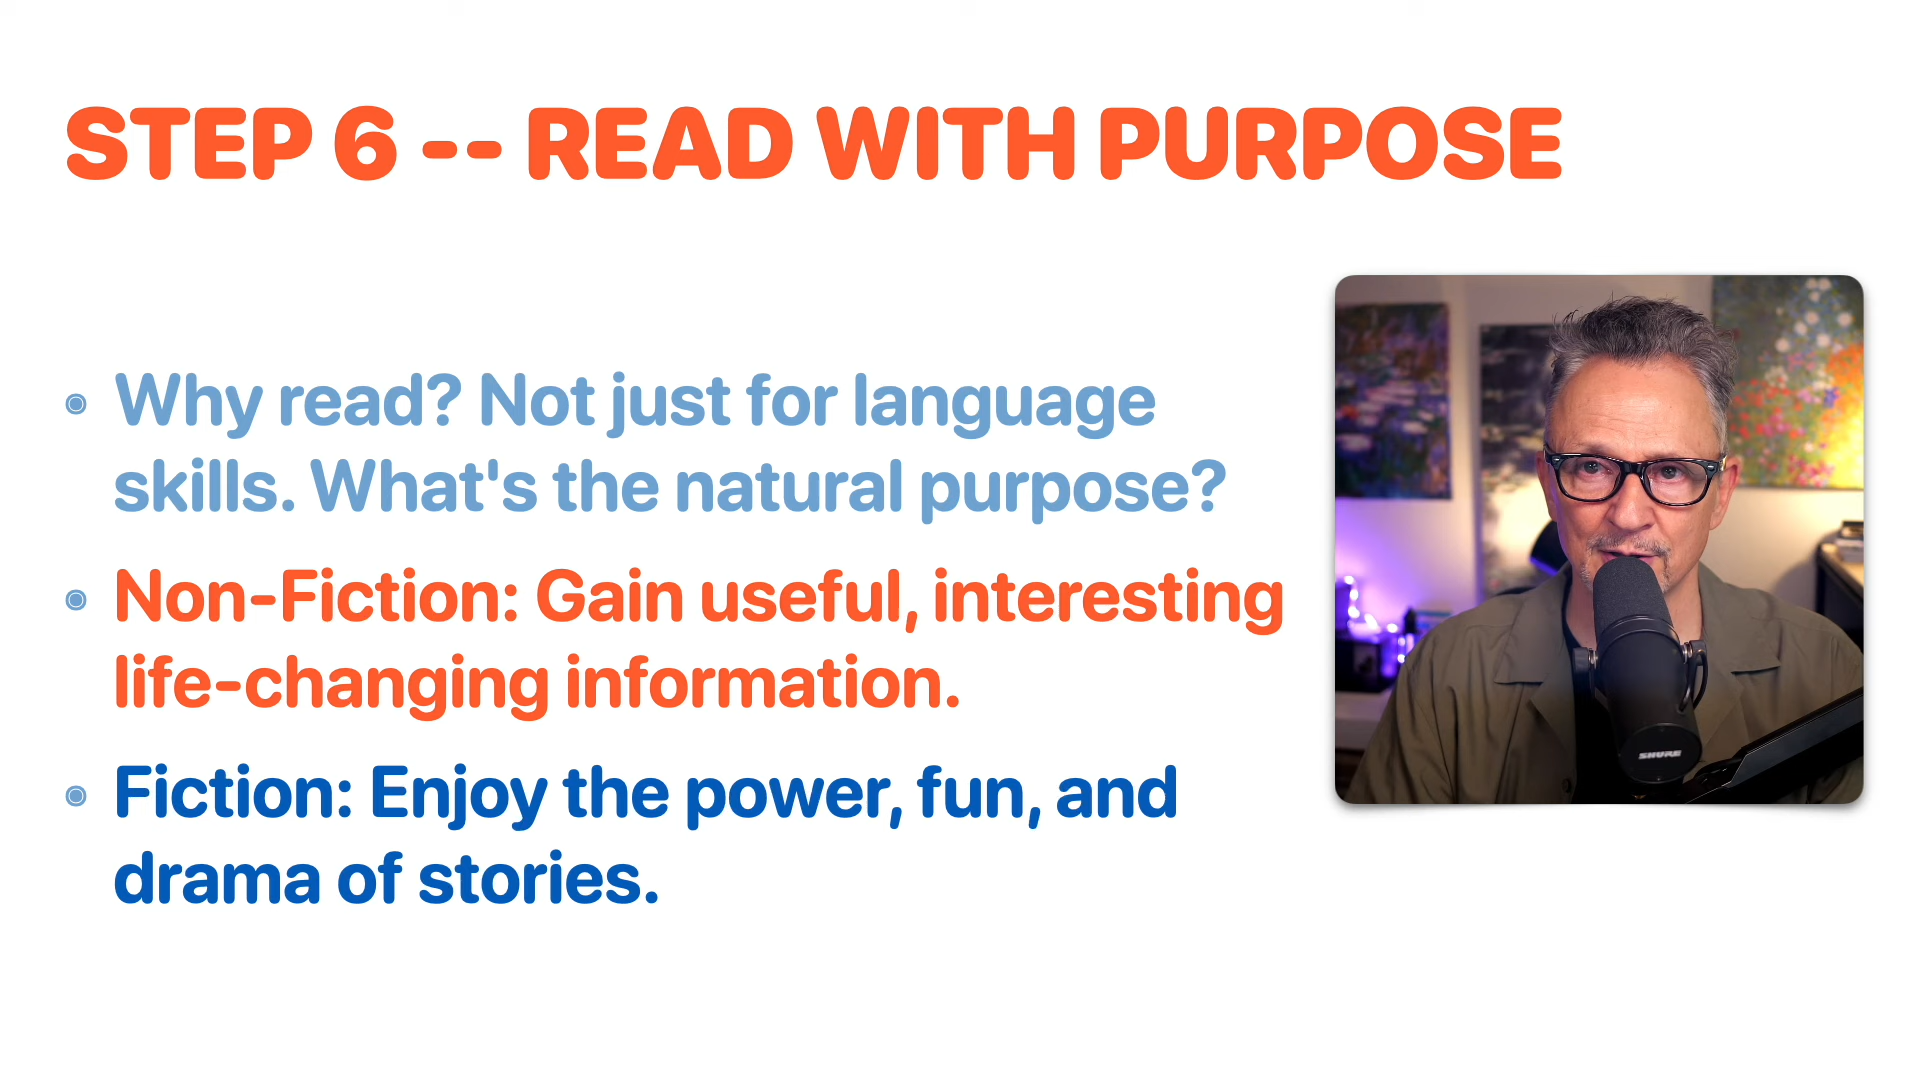 STEP 6 -- READ WITH PURPOSE
Why read? Not just for language
skills. What's the natural purpose?
Non-Fiction: Gain useful, interesting
life-changing information.
Fiction: Enjoy the power, fun, and
drama of stories.
SHURE